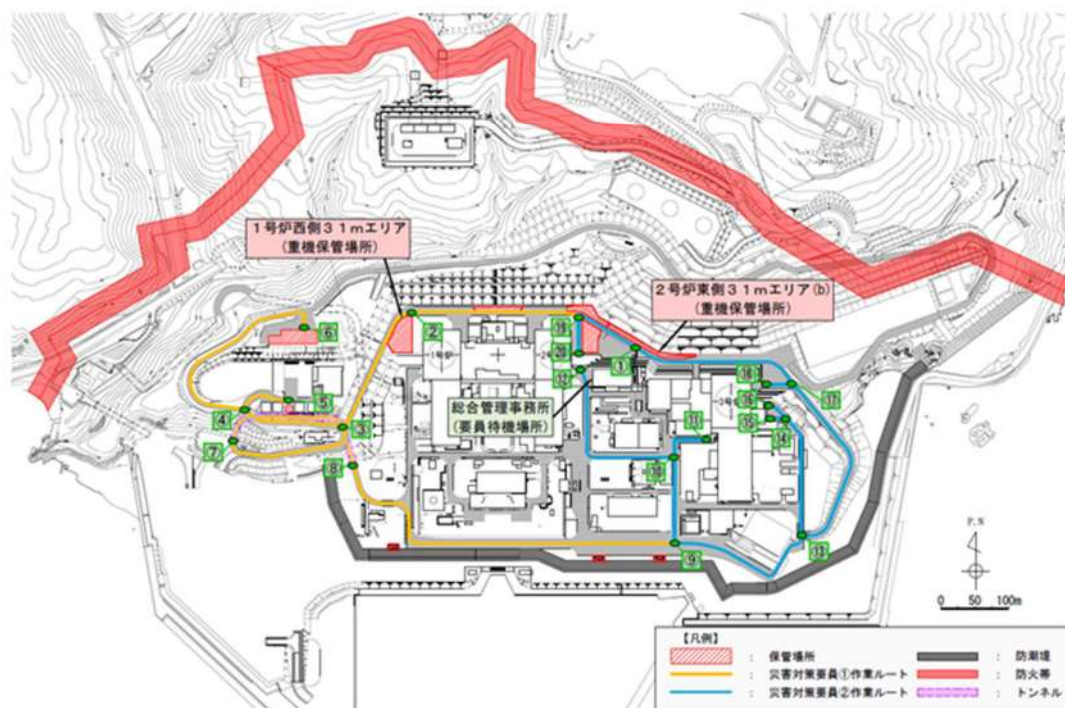 1号炉西側31mエリア
(重機保管場所)
2号炉東側31mエリア(b)
(重機保管場所)
⑥
②
1号炉
⑲
⑳
①
⑫
総合管理事務所
(要員待機場所)
⑱
⑰
⑯
⑮
⑭
⑤
④
③
⑦
⑧
⑪
⑩
⑨
⑬
P.N
0 50 100m
【凡例】
: 保管場所
: 防潮堤
: 災害対策要員①作業ルート
: 防火帯
: 災害対策要員②作業ルート
: トンネル